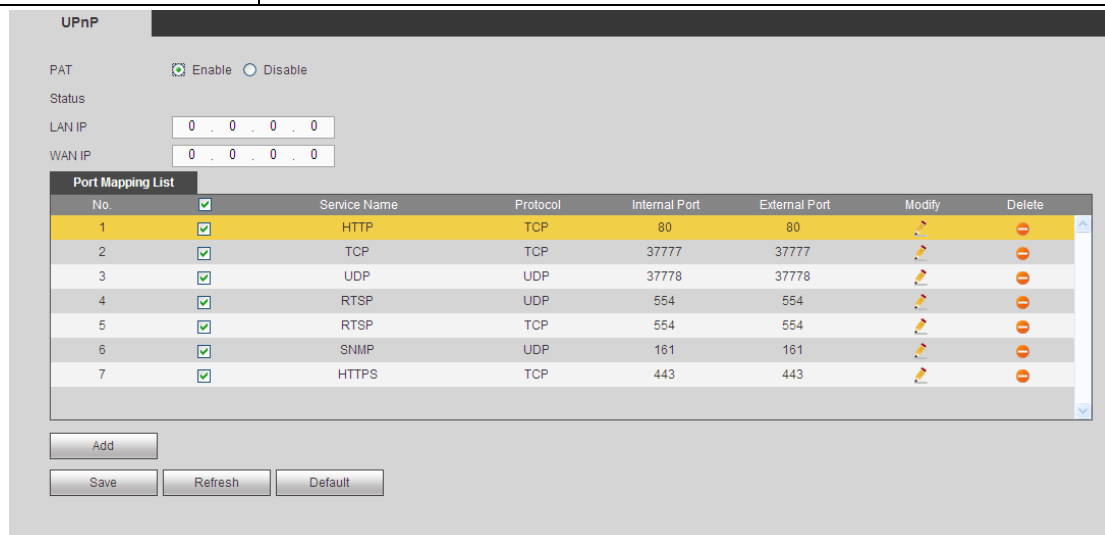 UPnP
PAT Enable Disable
Status
LAN IP 0 . 0 . 0 . 0
WAN IP 0 . 0 . 0 . 0
Port Mapping List
No. Service Name Protocol Internal Port External Port Modify Delete
1 HTTP TCP 80 80
2 TCP TCP 37777 37777
3 UDP UDP 37778 37778
4 RTSP UDP 554 554
5 RTSP TCP 554 554
6 SNMP UDP 161 161
7 HTTPS TCP 443 443
Add
Save Refresh Default